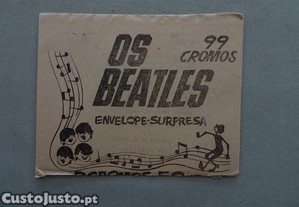 OS
99
CROMOS
BEATLES
ENVELOPE-SURPRESA
CustoJusto.pt